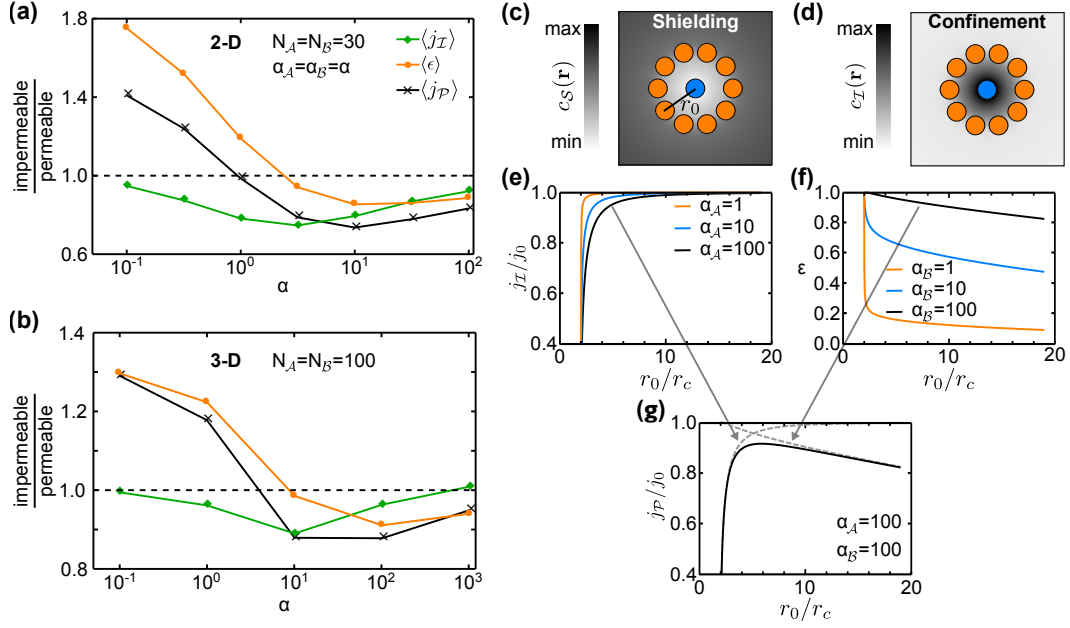 (a)
2-D
N𝒜=Nℬ=30
α𝒜=αℬ=α
⟨jℐ⟩
⟨ϵ⟩
⟨j𝒫⟩
impermeable
permeable
1.8
1.4
1.0
0.6
10⁻¹
10⁰
10¹
10²
α
(b)
3-D
N𝒜=Nℬ=100
impermeable
permeable
1.4
1.2
1.0
0.8
10⁻¹
10⁰
10¹
10²
10³
α
(c)
max
min
c𝒮(r)
Shielding
r₀
(d)
max
min
cℐ(r)
Confinement
(e)
jℐ/j₀
1.0
0.8
0.6
0.4
α𝒜=1
α𝒜=10
α𝒜=100
0
10
20
r₀/r_c
(f)
ε
1.0
0.8
0.6
0.4
0.2
0
αℬ=1
αℬ=10
αℬ=100
0
10
20
r₀/r_c
(g)
j𝒫/j₀
1.0
0.8
0.6
0.4
α𝒜=100
αℬ=100
0
10
20
r₀/r_c